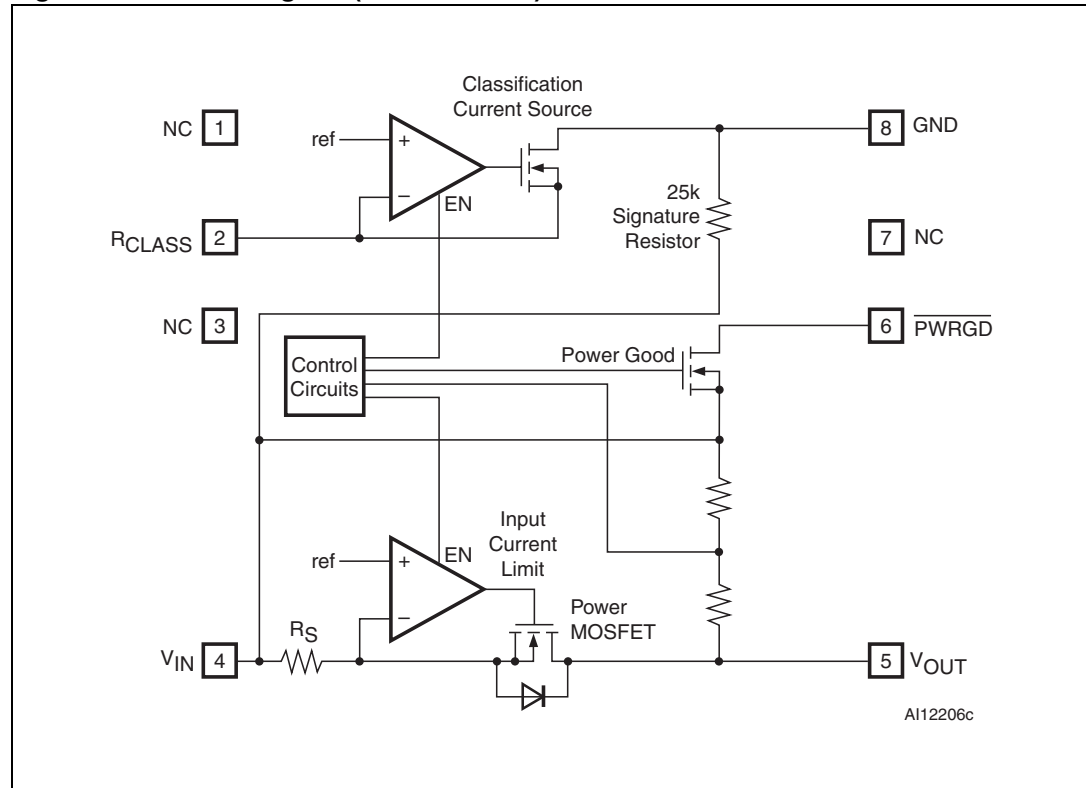 Classification
Current Source
NC 1
ref
+
8 GND
−
EN
25k
Signature
Resistor
RCLASS 2
7 NC
NC 3
6 PWRGD
Power Good
Control
Circuits
Input
Current
Limit
EN
ref
+
−
Power
MOSFET
RS
VIN 4
5 VOUT
AI12206c